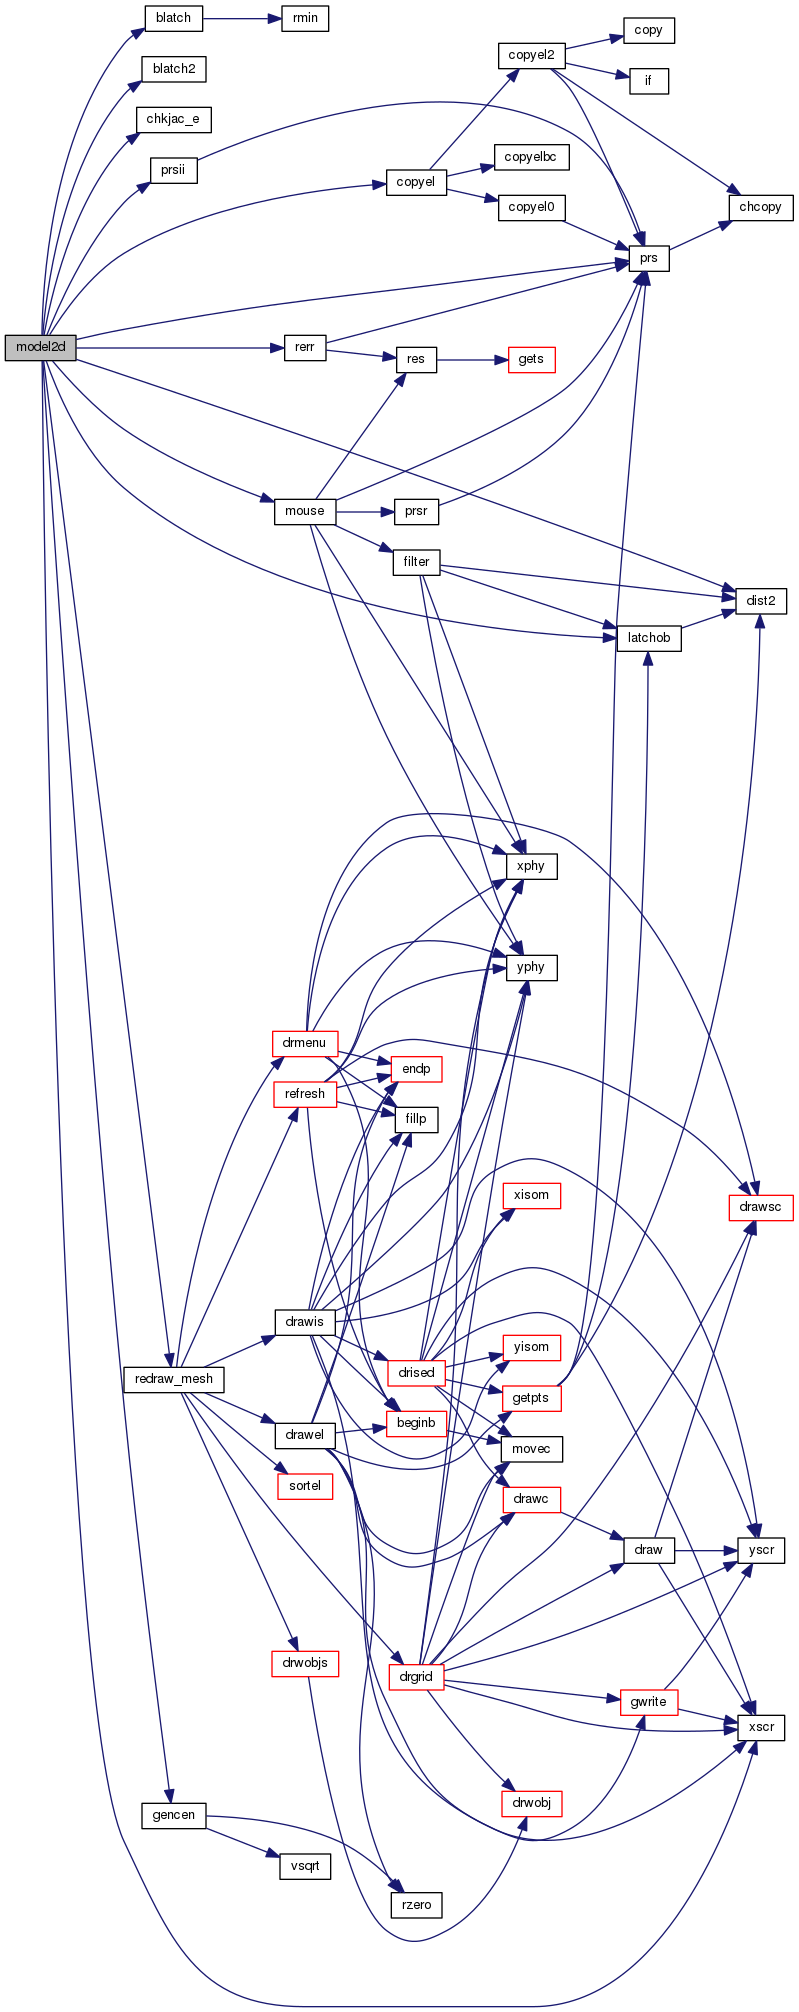 blatch
rmin
copy
copyel2
blatch2
if
chkjac_e
copyelbc
prsii
copyel
copyel0
chcopy
prs
model2d
rerr
res
gets
mouse
prsr
filter
dist2
latchob
xphy
yphy
drmenu
endp
refresh
fillp
xisom
drawsc
drawis
yisom
drised
redraw_mesh
getpts
beginb
drawel
movec
sortel
drawc
draw
yscr
drwobjs
drgrid
gwrite
xscr
drwobj
gencen
vsqrt
rzero